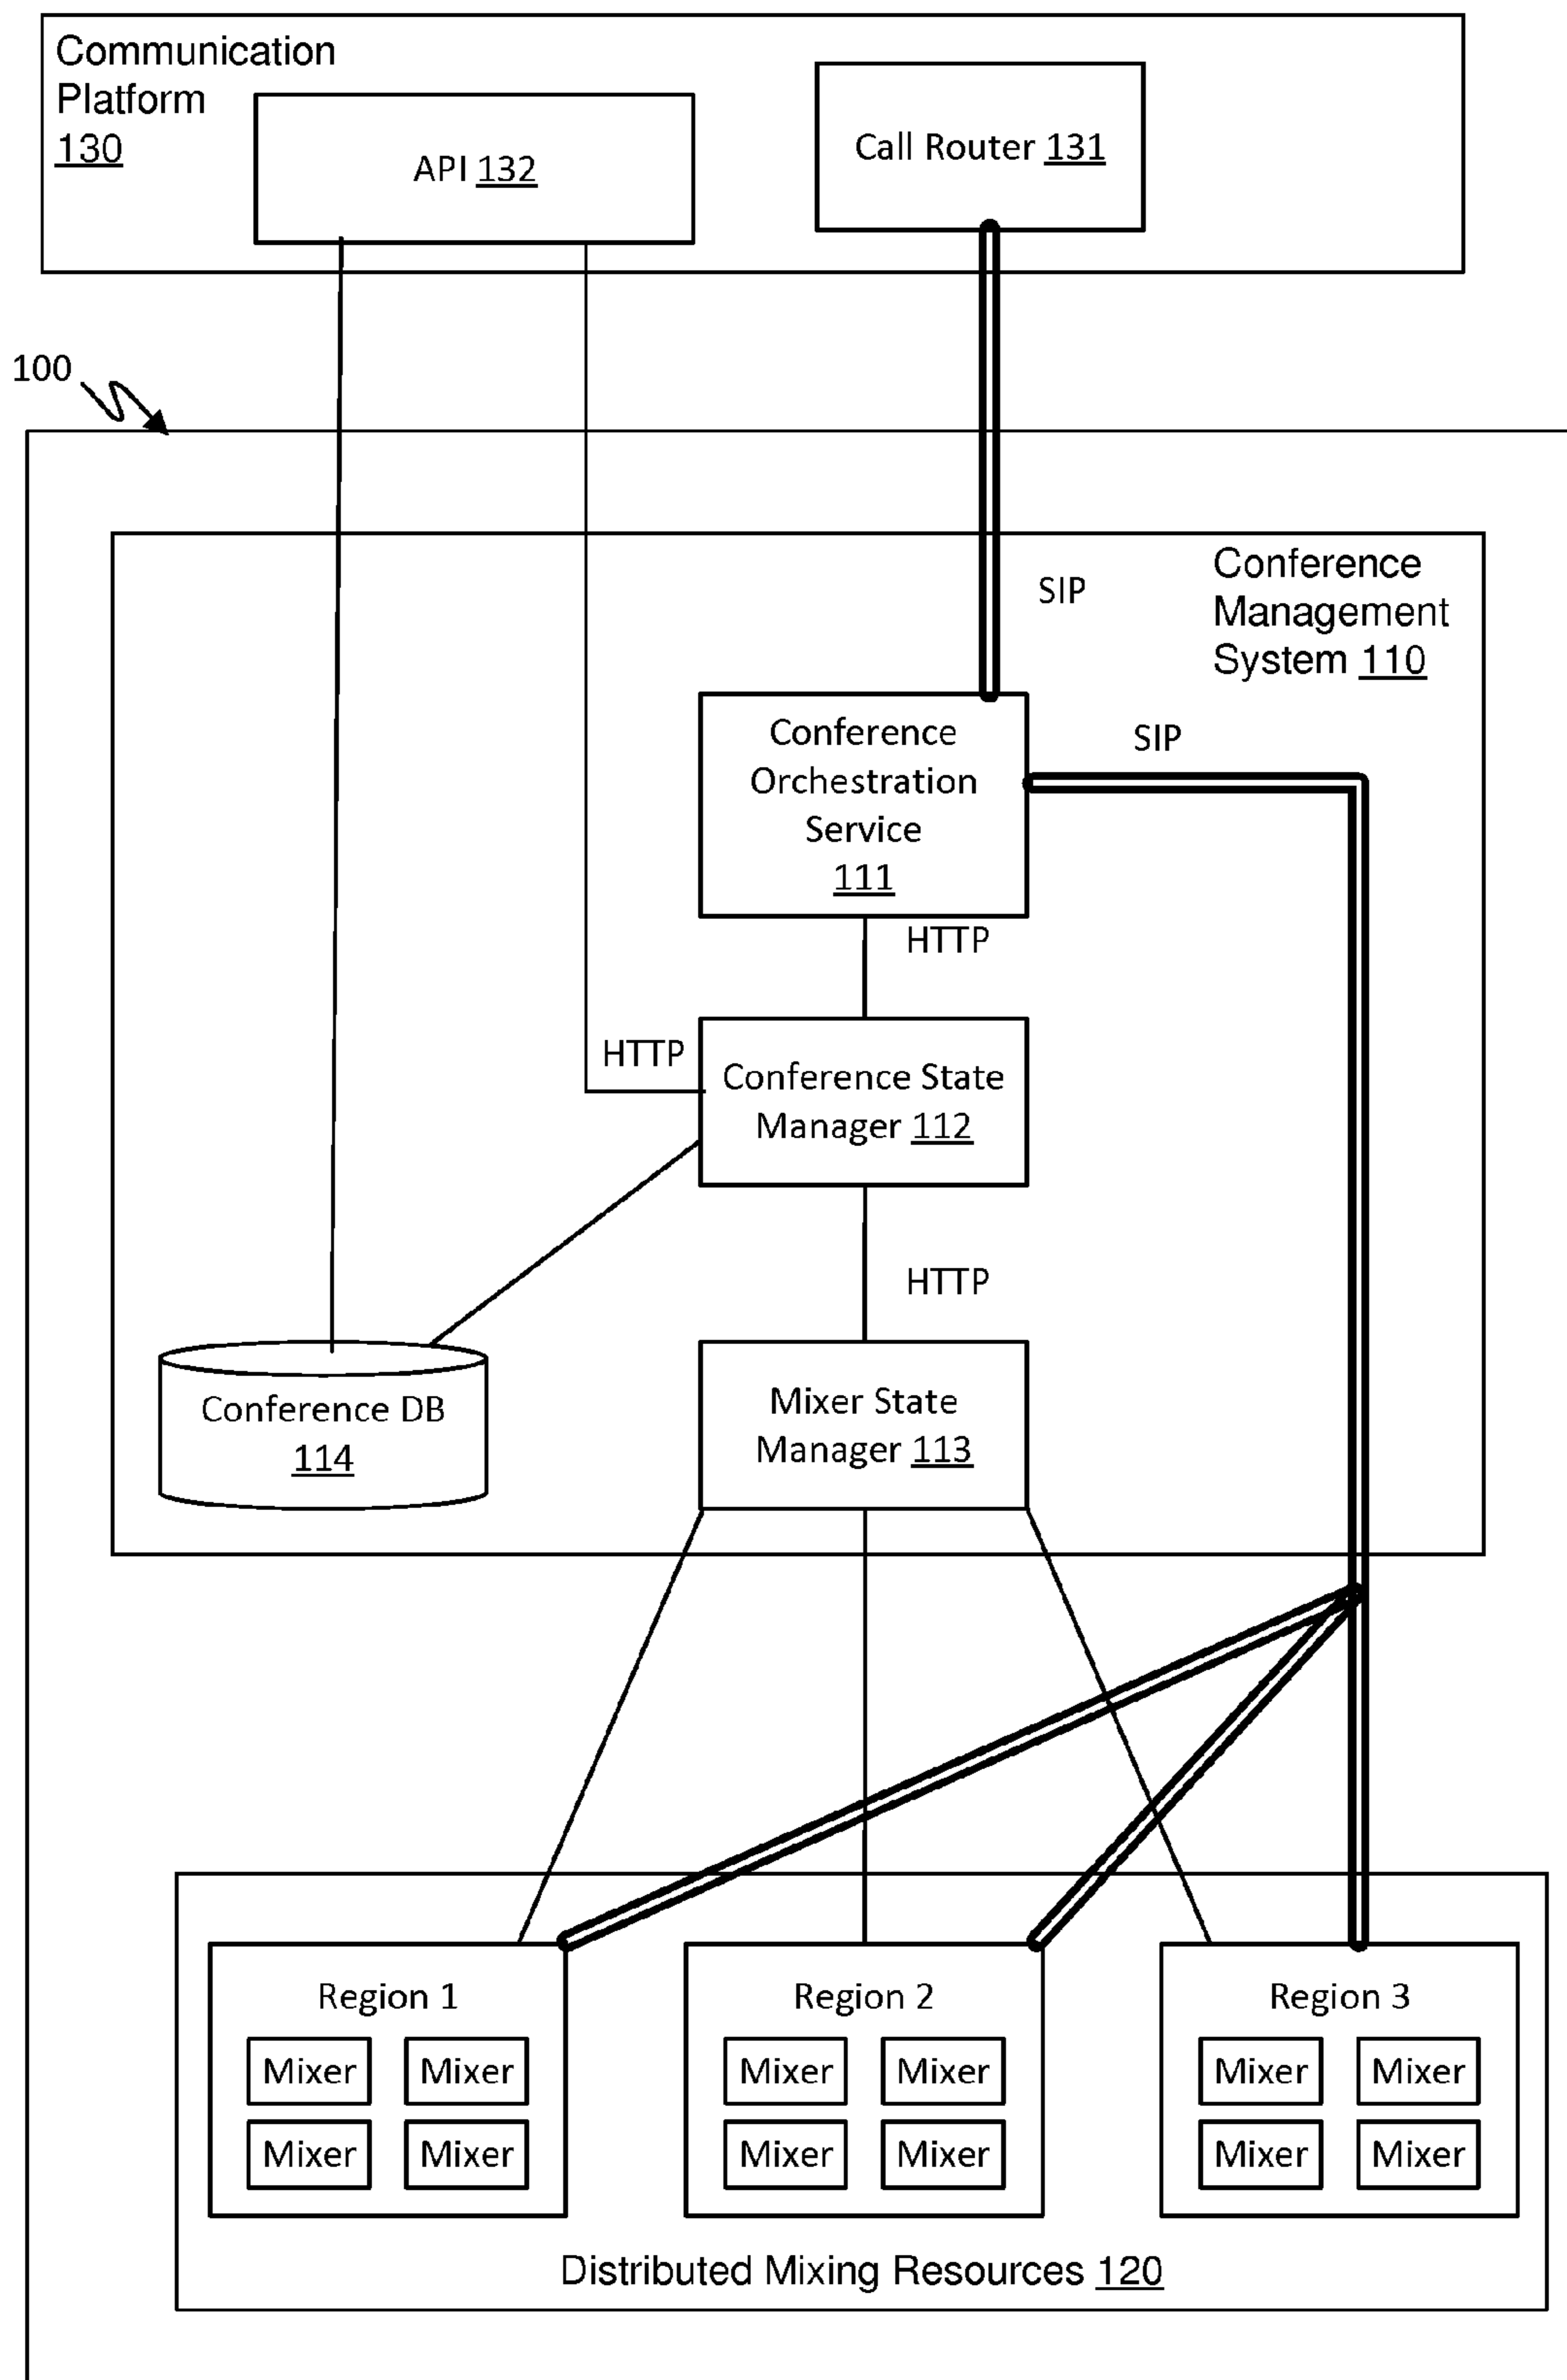 Communication
Platform
130
API 132
Call Router 131
100
SIP
Conference
Management
System 110
Conference
Orchestration
Service
111
SIP
HTTP
HTTP
Conference State
Manager 112
HTTP
Conference DB
114
Mixer State
Manager 113
Region 1
Mixer Mixer
Mixer Mixer
Region 2
Mixer Mixer
Mixer Mixer
Region 3
Mixer Mixer
Mixer Mixer
Distributed Mixing Resources 120